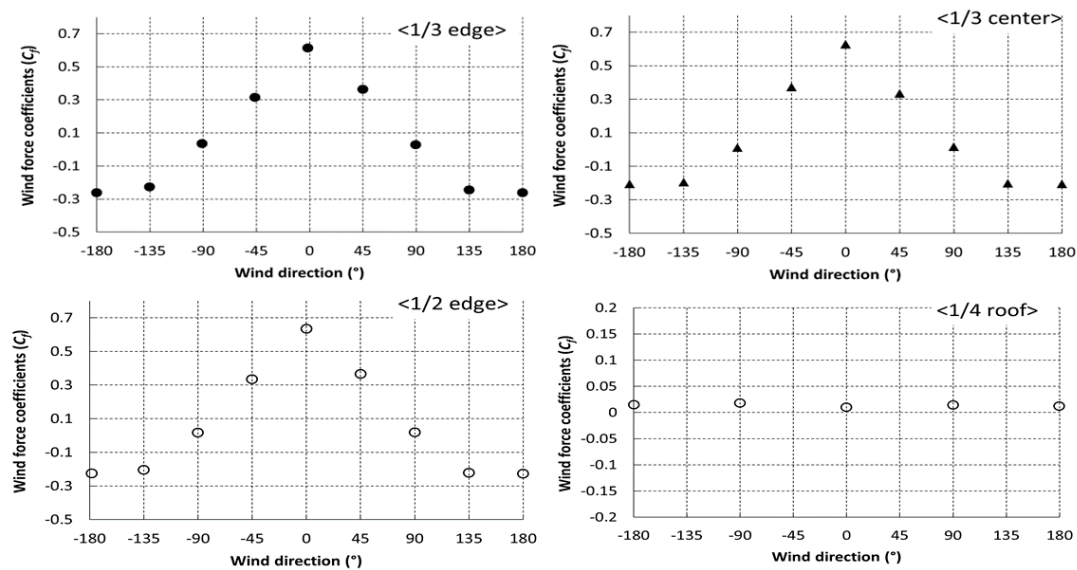 <1/3 edge>
Wind force coefficients (Cf)
0.7
0.5
0.3
0.1
-0.1
-0.3
-0.5
-180 -135 -90 -45 0 45 90 135 180
Wind direction (°)
<1/3 center>
Wind force coefficients (Cf)
0.7
0.5
0.3
0.1
-0.1
-0.3
-0.5
-180 -135 -90 -45 0 45 90 135 180
Wind direction (°)
<1/2 edge>
Wind force coefficients (Cf)
0.7
0.5
0.3
0.1
-0.1
-0.3
-0.5
-180 -135 -90 -45 0 45 90 135 180
Wind direction (°)
<1/4 roof>
Wind force coefficients (Cf)
0.2
0.15
0.1
0.05
0
-0.05
-0.1
-0.15
-0.2
-180 -135 -90 -45 0 45 90 135 180
Wind direction (°)